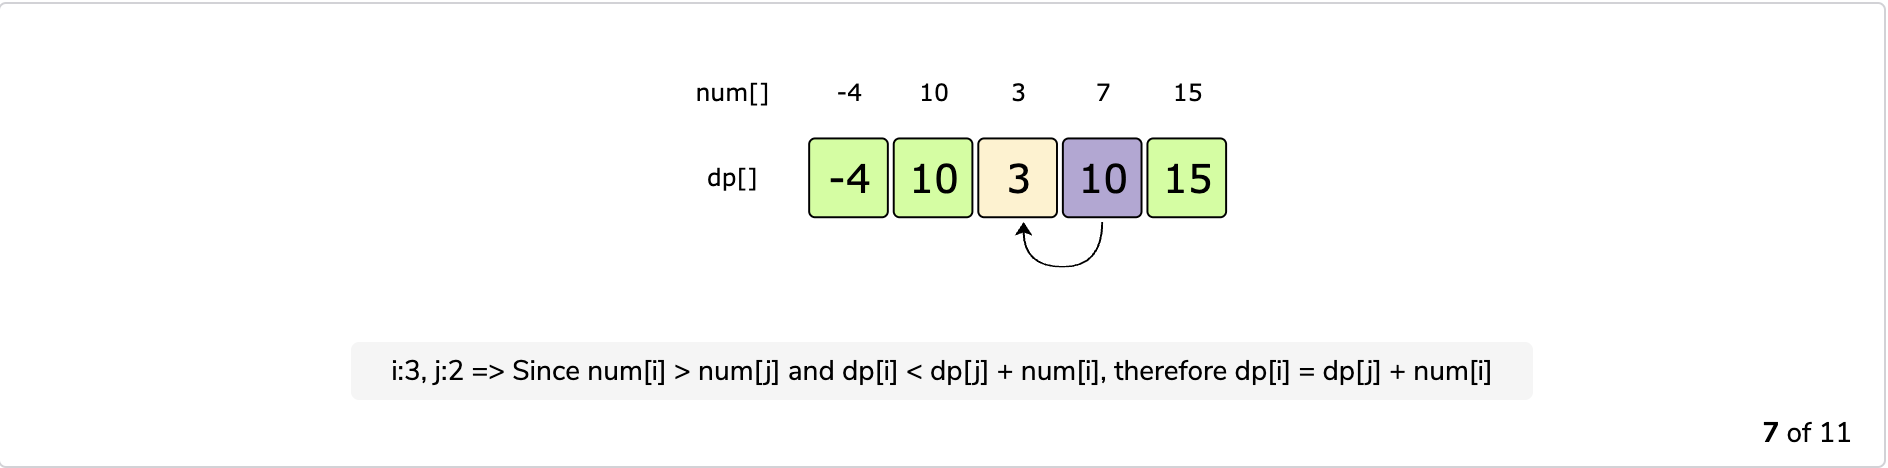 num[] -4 10 3 7 15
dp[] -4 10 3 10 15
i:3, j:2 => Since num[i] > num[j] and dp[i] < dp[j] + num[i], therefore dp[i] = dp[j] + num[i]
7 of 11